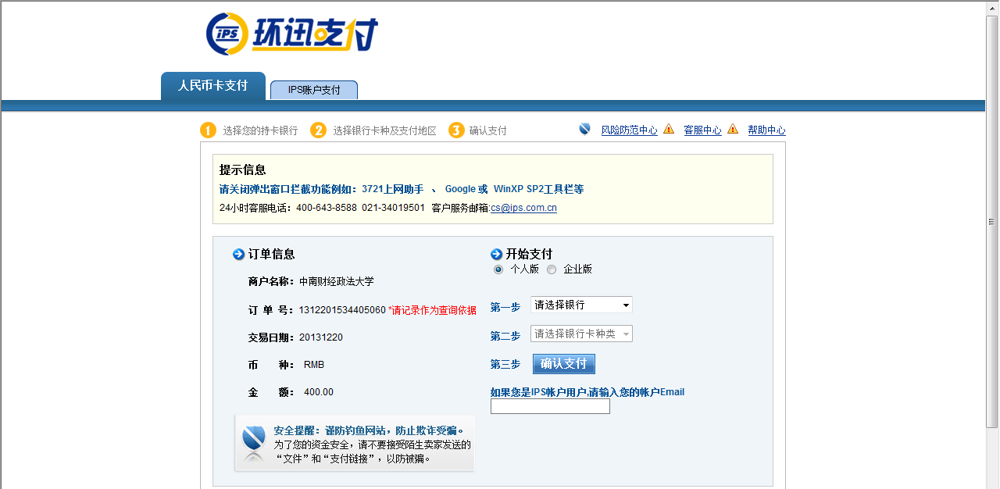 iPS 环迅支付
人民币卡支付 IPS账户支付
1 选择您的持卡银行 2 选择银行卡种及支付地区 3 确认支付 风险防范中心 客服中心 帮助中心
提示信息
请关闭弹出窗口拦截功能例如：3721上网助手 、 Google 或 WinXP SP2工具栏等
24小时客服电话：400-643-8588 021-34019501 客户服务邮箱:cs@ips.com.cn
订单信息
商户名称：中南财经政法大学
订 单 号：1312201534405060 *请记录作为查询依据
交易日期：20131220
币 种： RMB
金 额： 400.00
安全提醒：谨防钓鱼网站，防止欺诈受骗。
为了您的资金安全，请不要接受陌生卖家发送的
“文件”和“支付链接”，以防被骗。
开始支付
个人版 企业版
第一步 请选择银行
第二步 请选择银行卡种类
第三步 确认支付
如果您是IPS帐户用户,请输入您的帐户Email